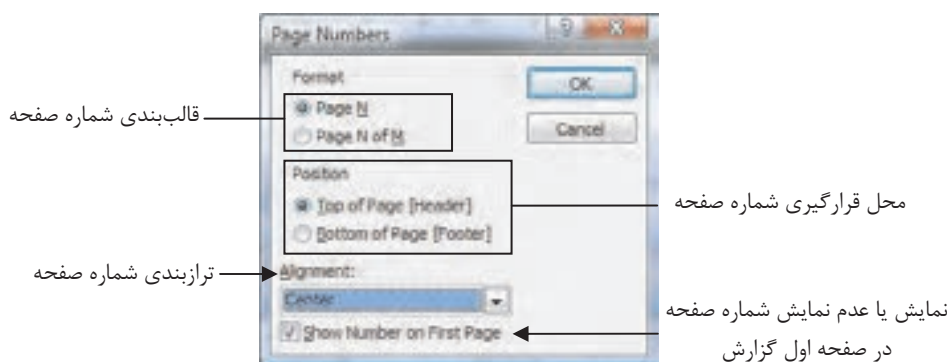 Page Numbers
Format
OK
Page N
قالب‌بندی شماره صفحه
Page N of M
Cancel
Position
Top of Page [Header]
محل قرارگیری شماره صفحه
Bottom of Page [Footer]
Alignment:
ترازبندی شماره صفحه
Center
نمایش یا عدم نمایش شماره صفحه
Show Number on First Page
در صفحه اول گزارش